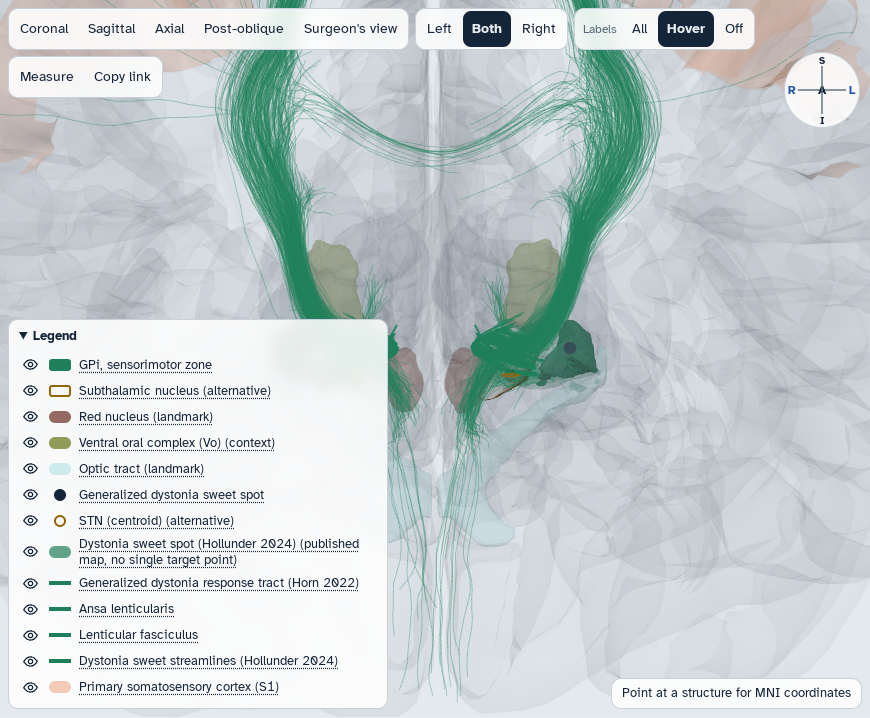 Coronal Sagittal Axial Post-oblique Surgeon's view Left Both Right Labels All Hover Off
Measure Copy link
S
R A L
I
▼ Legend
GPi, sensorimotor zone
Subthalamic nucleus (alternative)
Red nucleus (landmark)
Ventral oral complex (Vo) (context)
Optic tract (landmark)
Generalized dystonia sweet spot
STN (centroid) (alternative)
Dystonia sweet spot (Hollunder 2024) (published
map, no single target point)
Generalized dystonia response tract (Horn 2022)
Ansa lenticularis
Lenticular fasciculus
Dystonia sweet streamlines (Hollunder 2024)
Primary somatosensory cortex (S1)
Point at a structure for MNI coordinates